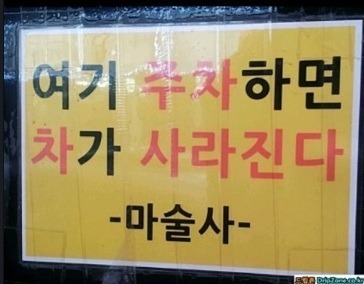 여기 주차하면
차가 사라진다
-마술사-